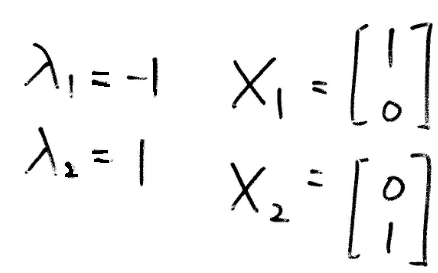 λ₁ = -1 X₁ = [1 0]
λ₂ = 1 X₂ = [0 1]